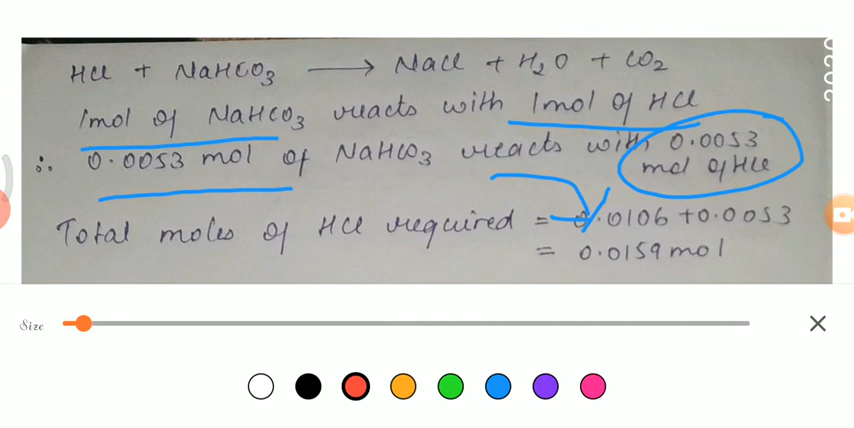 HCl + NaHCO3 ⟶ NaCl + H2O + CO2
1mol of NaHCO3 reacts with 1mol of HCl
∴ 0.0053 mol of NaHCO3 reacts with 0.0053
mol of HCl
Total moles of HCl required = 0.0106 + 0.0053
= 0.0159 mol
2020
Size